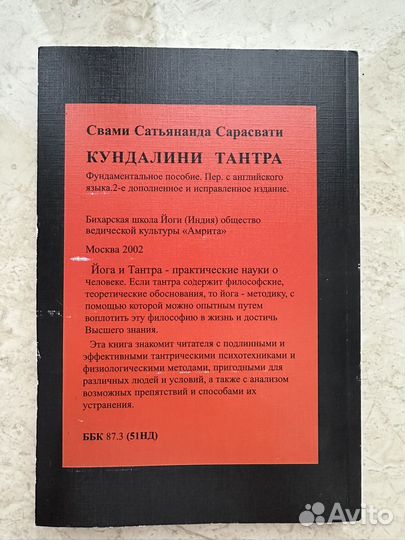 Свами Сатьянанда Сарасвати
КУНДАЛИНИ ТАНТРА
Фундаментальное пособие. Пер. с английского
языка.2-е дополненное и исправленное издание.
Бихарская школа Йоги (Индия) общество
ведической культуры «Амрита»
Москва 2002
Йога и Тантра - практические науки о
человеке. Если тантра содержит философские,
теоретические обоснования, то йога - методику, с
помощью которой можно опытным путем
воплотить эту философию в жизнь и достичь
Высшего знания.
Эта книга знакомит читателя с подлинными и
эффективными тантрическими психотехниками и
физиологическими методами, пригодными для
различных людей и условий, а также с анализом
возможных препятствий и способами их
устранения.
ББК 87.3 (51НД)
Avito